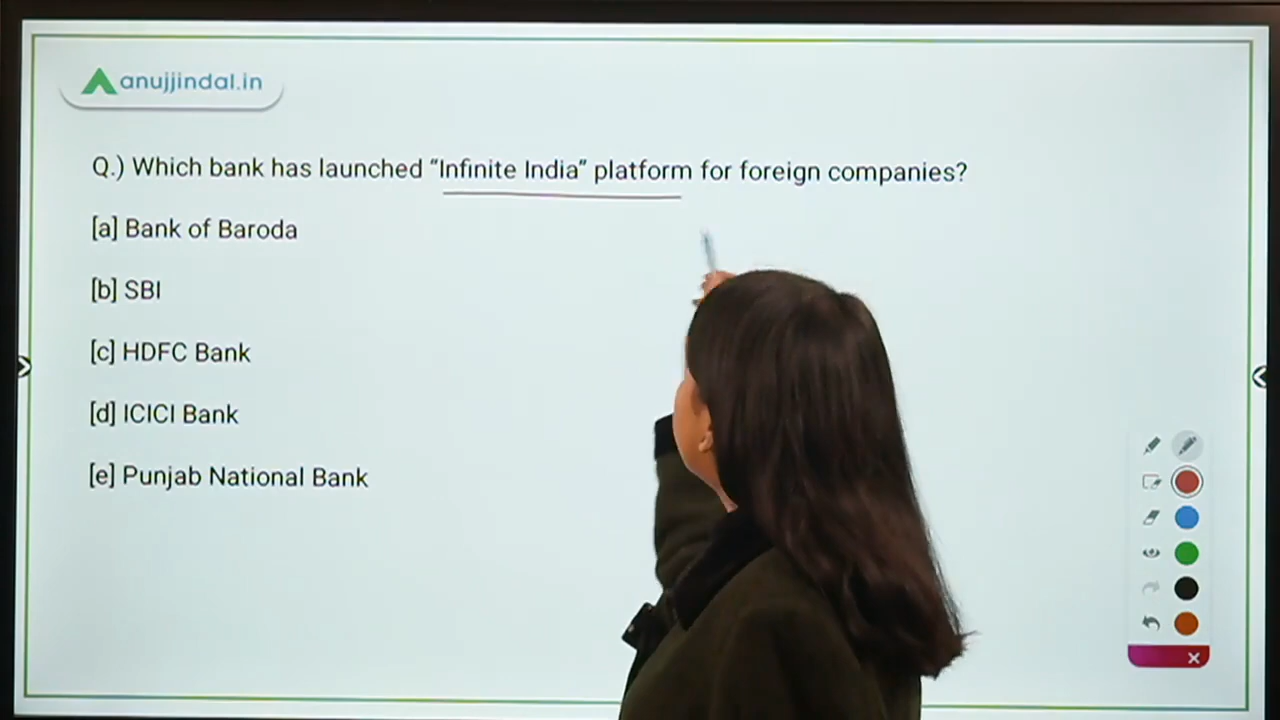 anujjindal.in
Q.) Which bank has launched “Infinite India” platform for foreign companies?
[a] Bank of Baroda
[b] SBI
[c] HDFC Bank
[d] ICICI Bank
[e] Punjab National Bank